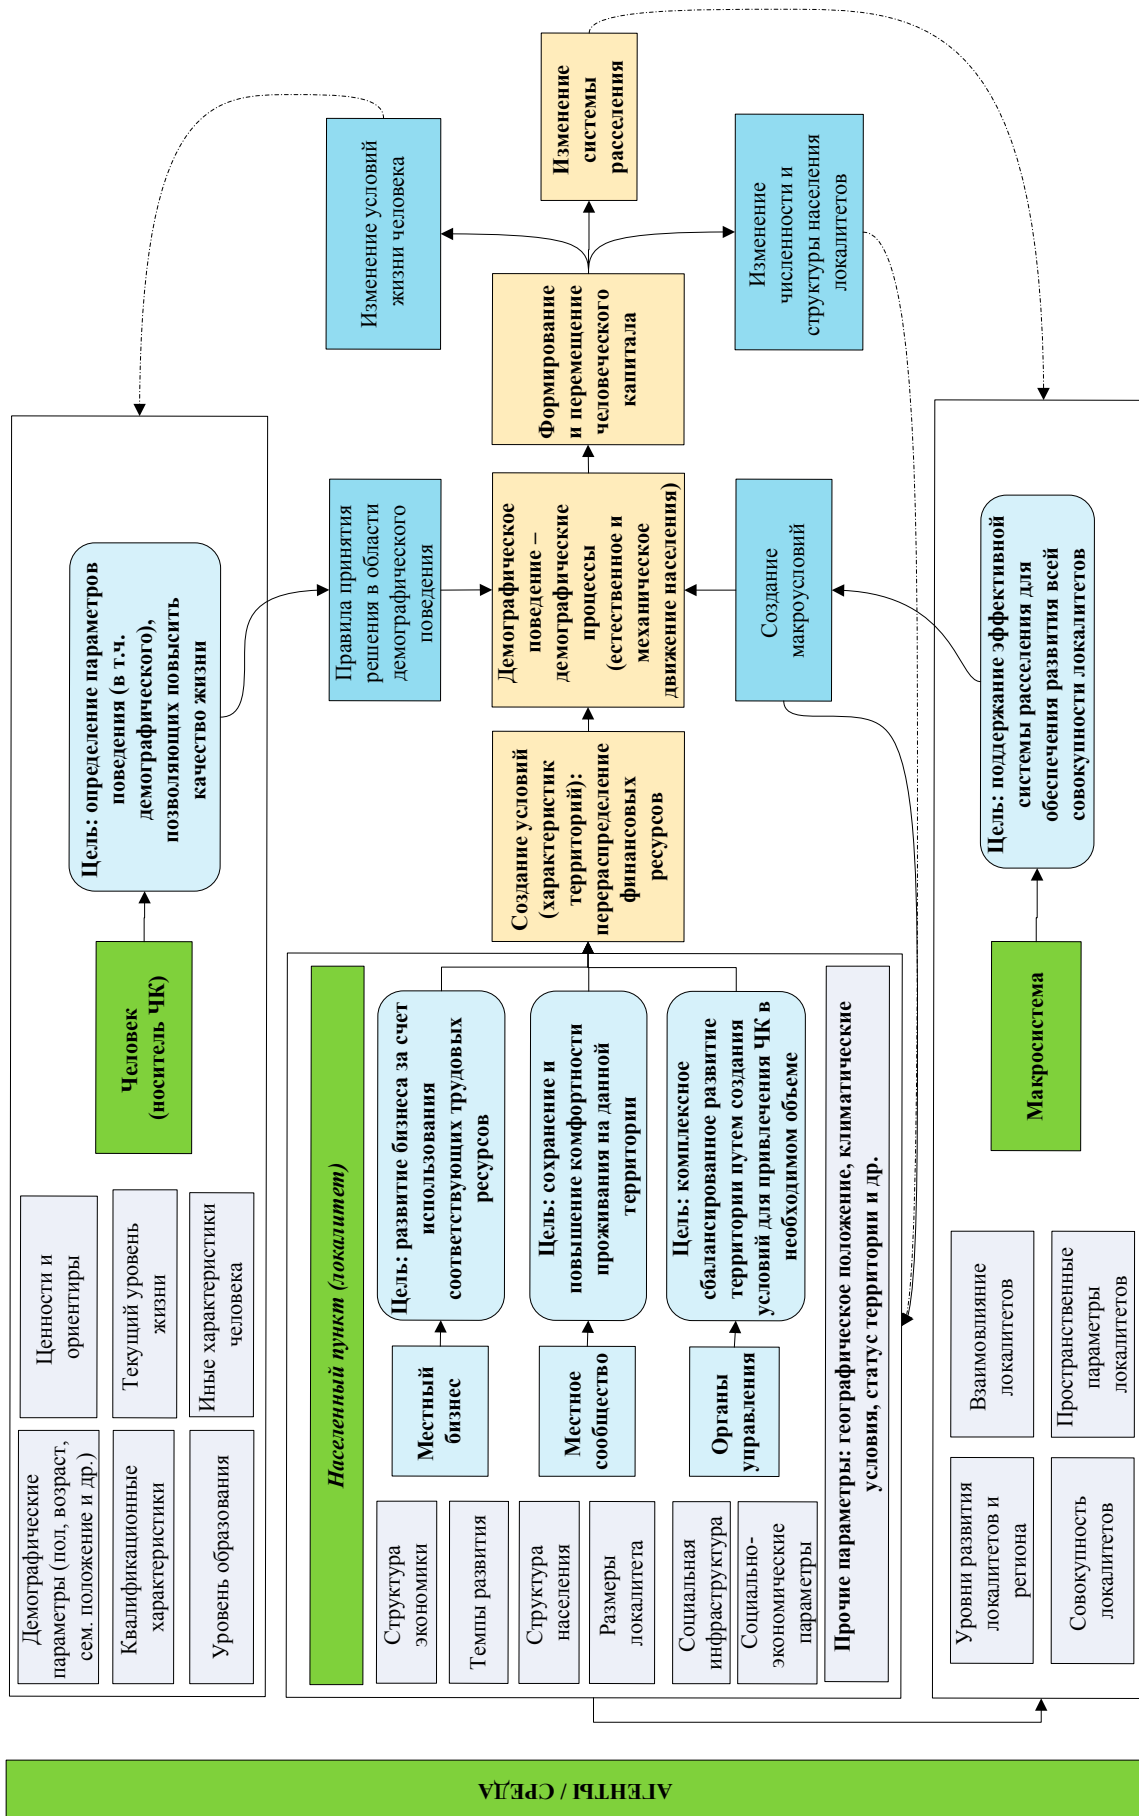 АГЕНТЫ / СРЕДА
Демографические
параметры (пол, возраст,
сем. положение и др.)
Ценности и
ориентиры
Квалификационные
характеристики
Текущий уровень
жизни
Уровень образования
Иные характеристики
человека
Человек
(носитель ЧК)
Цель: определение параметров
поведения (в т.ч.
демографического),
позволяющих повысить
качество жизни
Населенный пункт (локалитет)
Структура
экономики
Темпы развития
Местный
бизнес
Цель: развитие бизнеса за счет
использования
соответствующих трудовых
ресурсов
Структура
населения
Размеры
локалитета
Местное
сообщество
Цель: сохранение и
повышение комфортности
проживания на данной
территории
Социальная
инфраструктура
Социально-
экономические
параметры
Органы
управления
Цель: комплексное
сбалансированное развитие
территории путем создания
условий для привлечения ЧК в
необходимом объеме
Прочие параметры: географическое положение, климатические
условия, статус территории и др.
Уровни развития
локалитетов и
региона
Взаимовлияние
локалитетов
Совокупность
локалитетов
Пространственные
параметры
локалитетов
Макросистема
Цель: поддержание эффективной
системы расселения для
обеспечения развития всей
совокупности локалитетов
Создание условий
(характеристик
территорий):
перераспределение
финансовых
ресурсов
Правила принятия
решения в области
демографического
поведения
Демографическое
поведение –
демографические
процессы
(естественное и
механическое
движение населения)
Создание
макроусловий
Формирование
и перемещение
человеческого
капитала
Изменение условий
жизни человека
Изменение
системы
расселения
Изменение
численности и
структуры населения
локалитетов